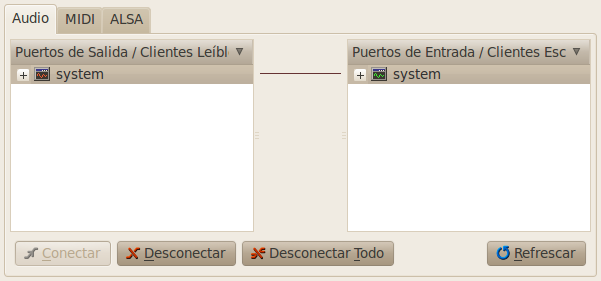 Audio MIDI ALSA
Puertos de Salida / Clientes Leíbl Puertos de Entrada / Clientes Esc
system system
Conectar Desconectar Desconectar Todo Refrescar